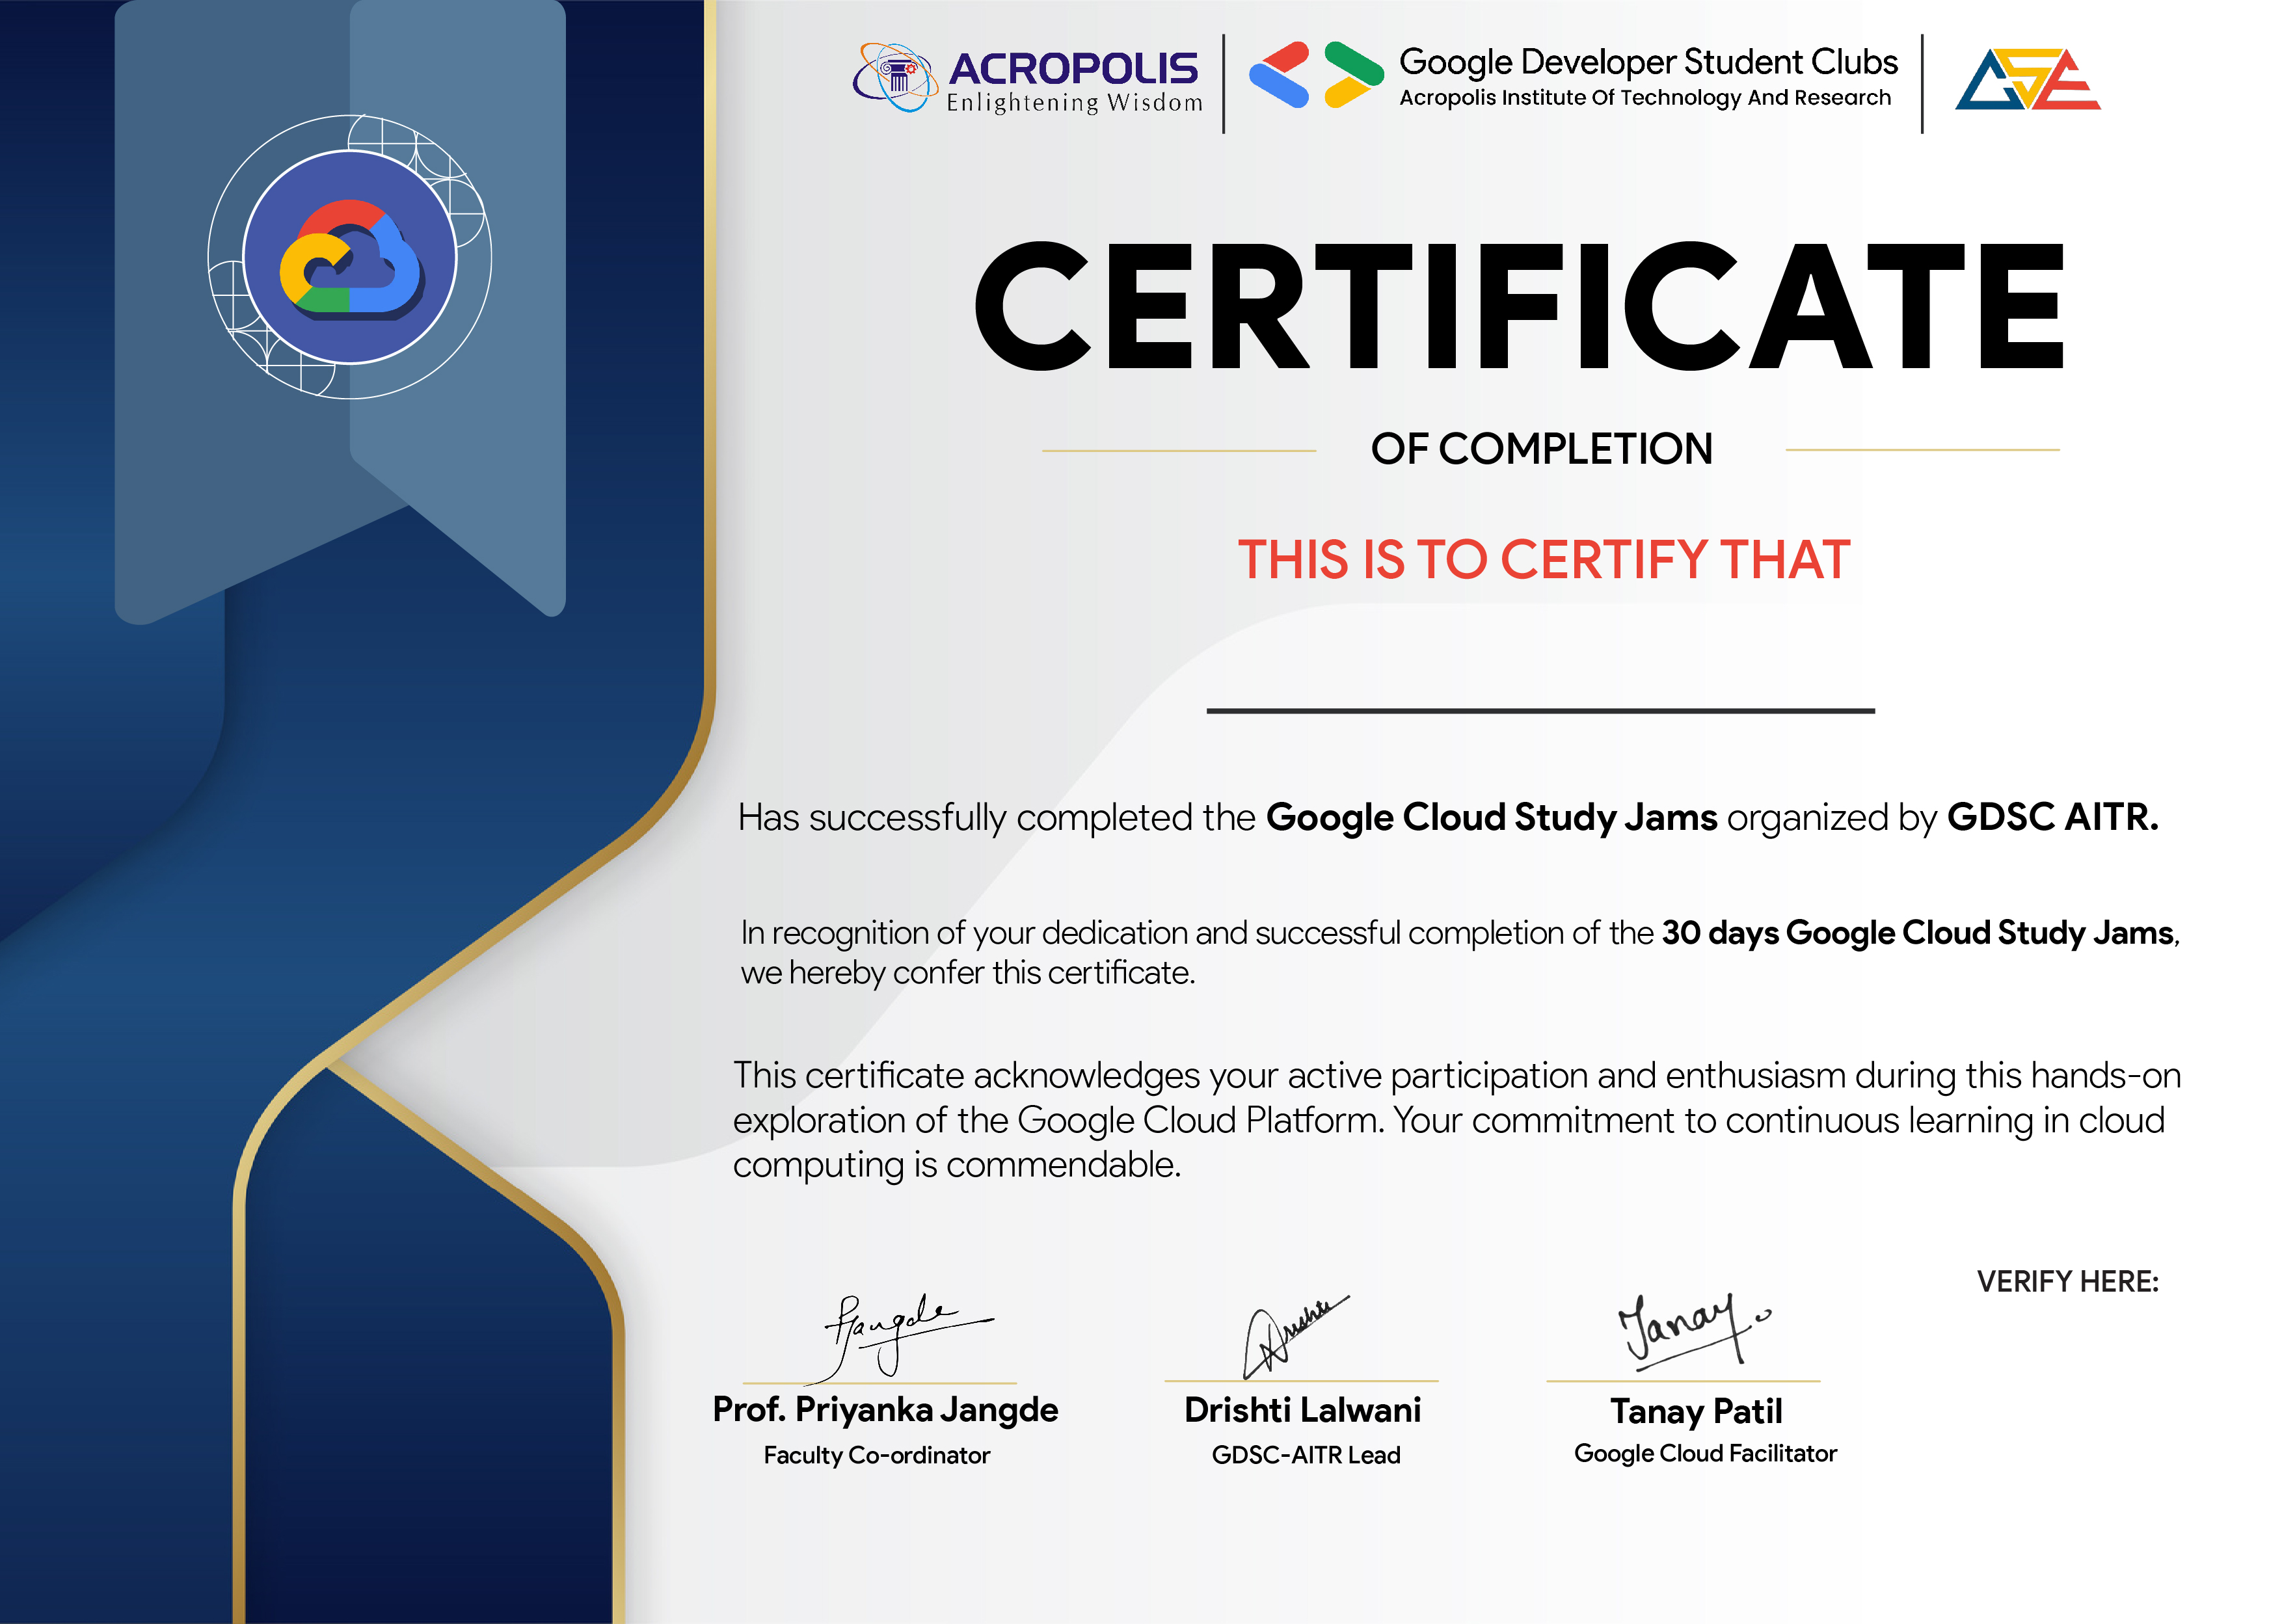 ACROPOLIS
Enlightening Wisdom
Google Developer Student Clubs
Acropolis Institute Of Technology And Research
CSE
CERTIFICATE
OF COMPLETION
THIS IS TO CERTIFY THAT
Has successfully completed the Google Cloud Study Jams organized by GDSC AITR.
In recognition of your dedication and successful completion of the 30 days Google Cloud Study Jams,
we hereby confer this certificate.
This certificate acknowledges your active participation and enthusiasm during this hands-on
exploration of the Google Cloud Platform. Your commitment to continuous learning in cloud
computing is commendable.
VERIFY HERE:
PJangde
Drishti
Tanay.
Prof. Priyanka Jangde
Drishti Lalwani
Tanay Patil
Faculty Co-ordinator
GDSC-AITR Lead
Google Cloud Facilitator